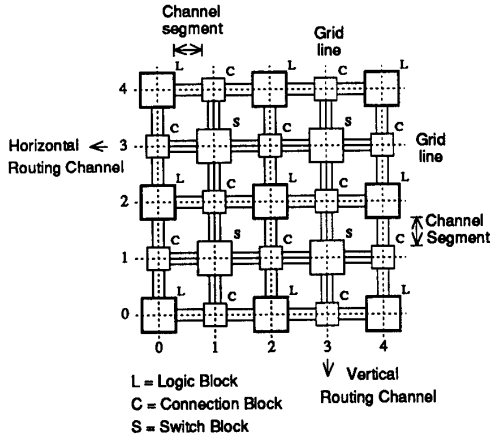 Channel
segment
Grid
line
L C L C L
4
C S C S C
Horizontal
Routing Channel
3
Grid
line
L C L C L
2
Channel
Segment
C S C S C
1
L C L C L
0
0 1 2 3 4
Vertical
Routing Channel
L = Logic Block
C = Connection Block
S = Switch Block